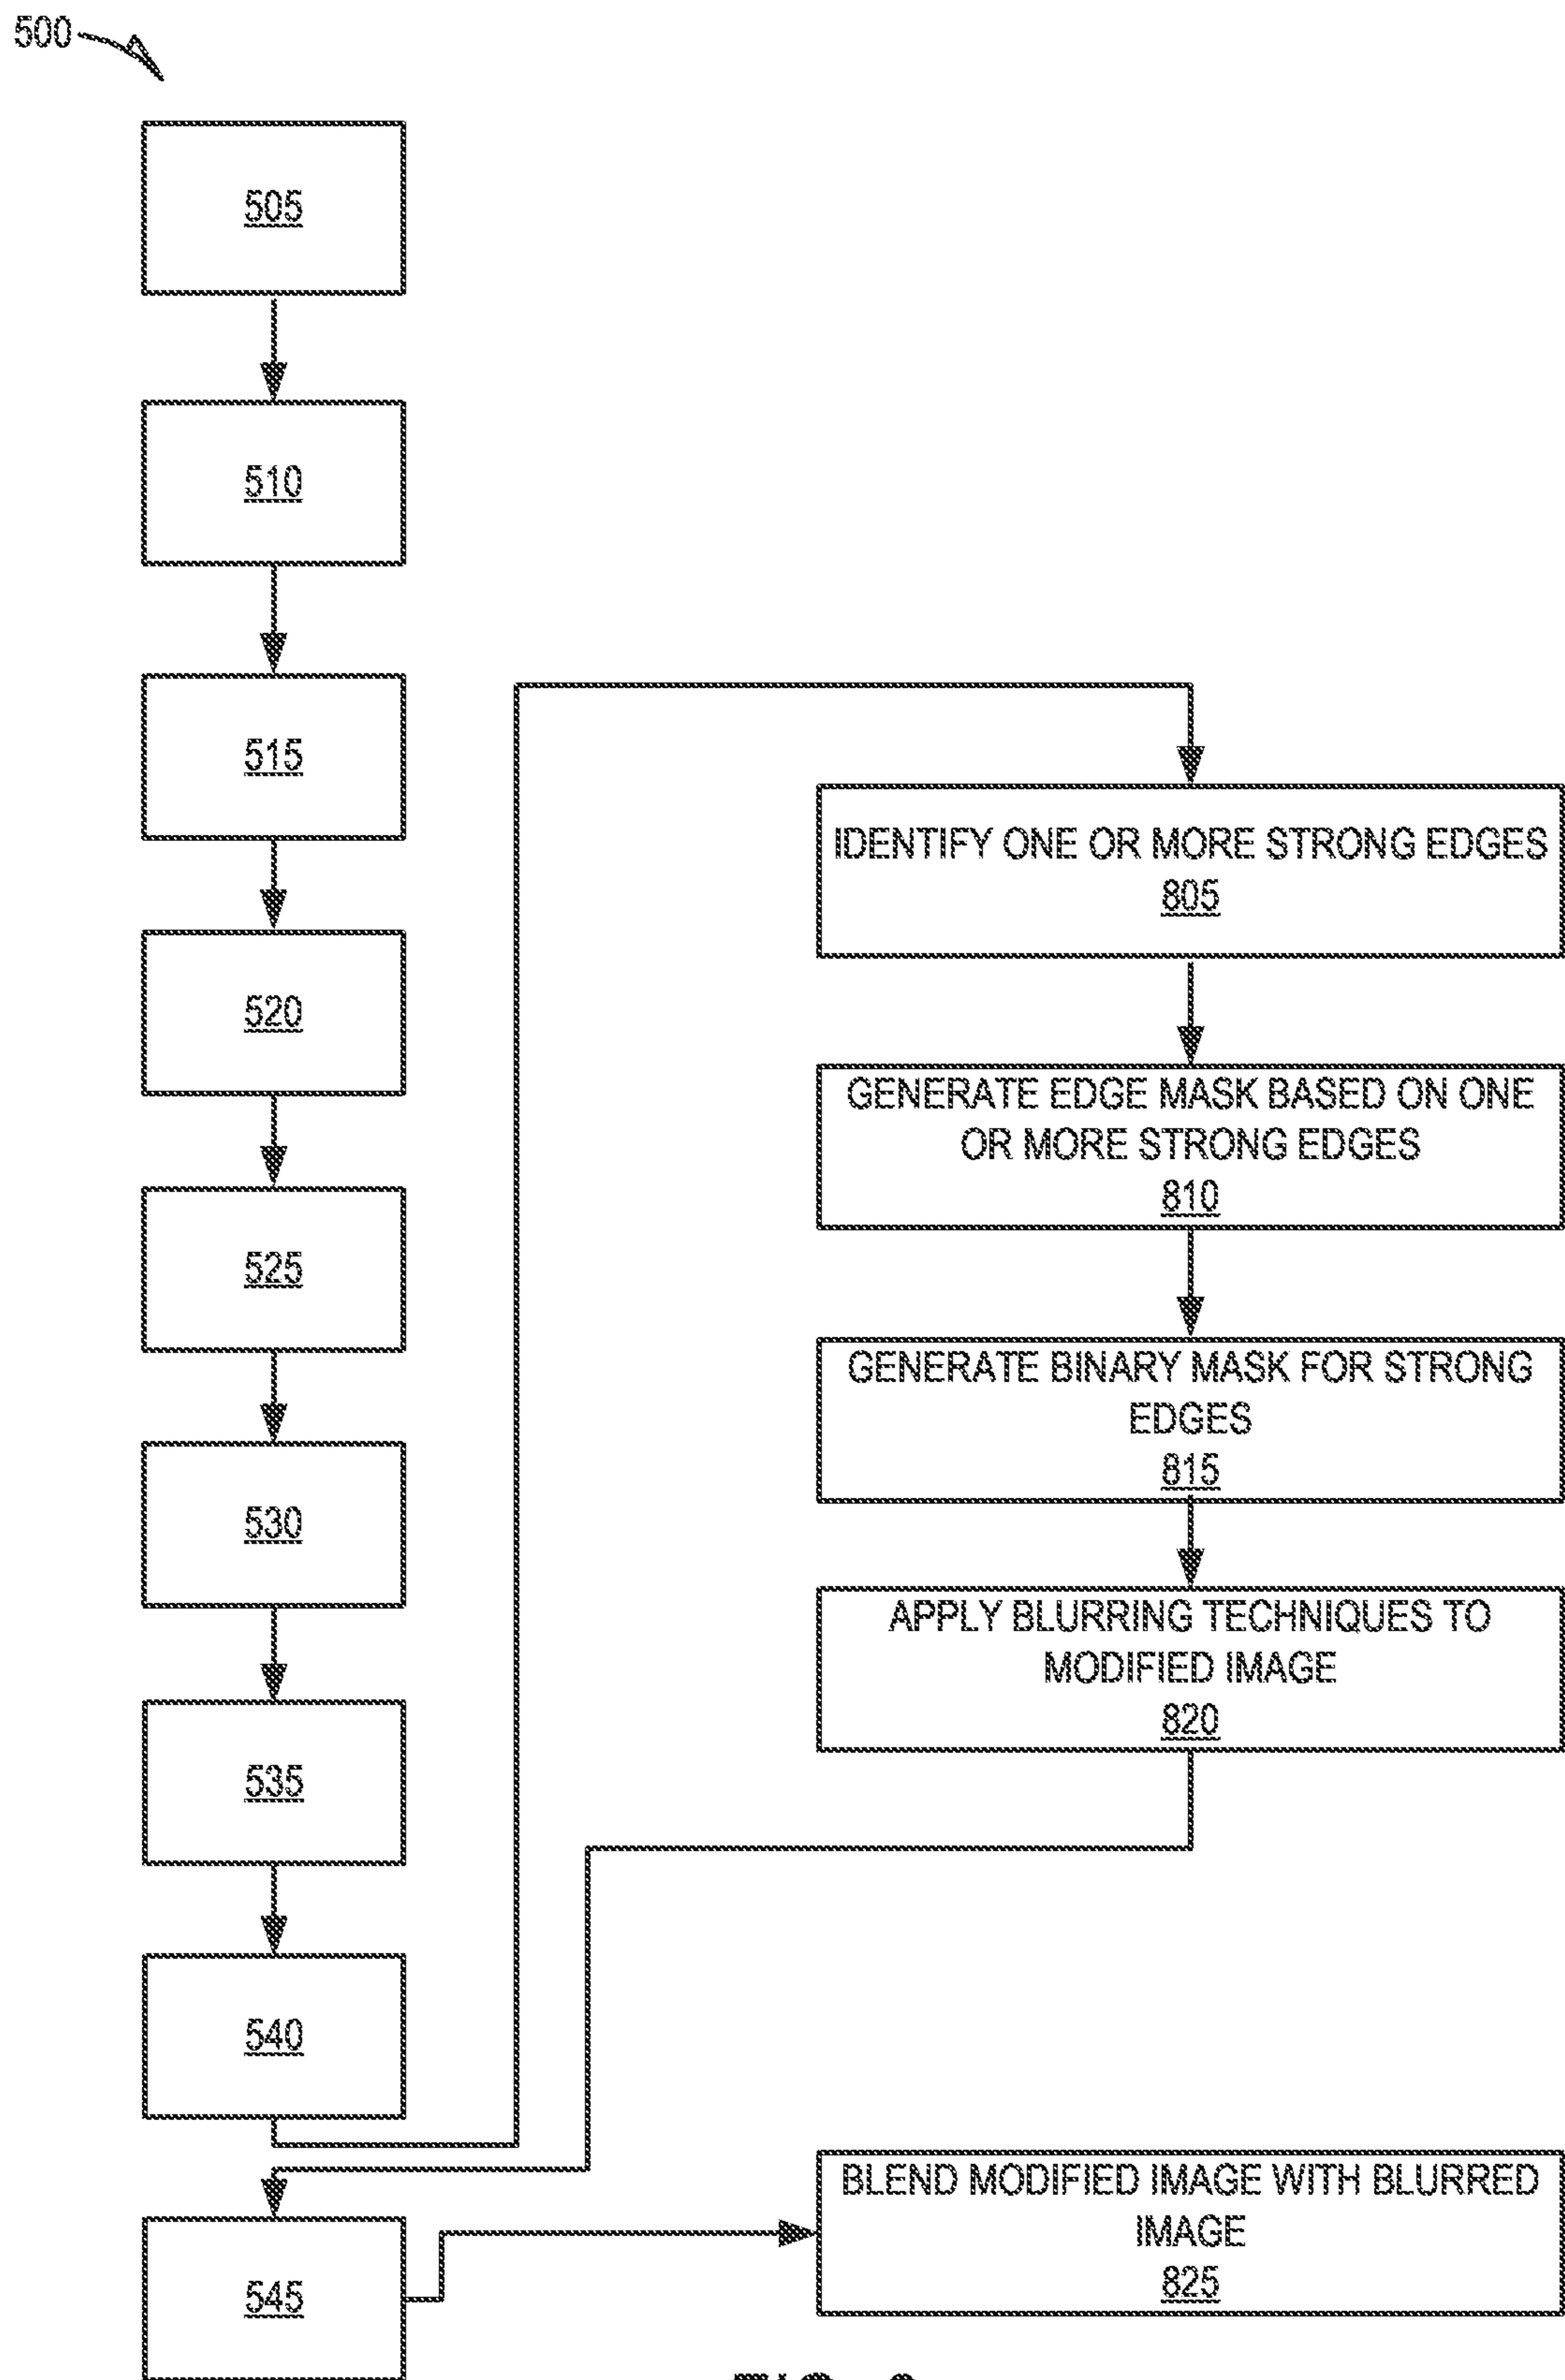 500
505
510
515
520
525
530
535
540
545
IDENTIFY ONE OR MORE STRONG EDGES
805
GENERATE EDGE MASK BASED ON ONE
OR MORE STRONG EDGES
810
GENERATE BINARY MASK FOR STRONG
EDGES
815
APPLY BLURRING TECHNIQUES TO
MODIFIED IMAGE
820
BLEND MODIFIED IMAGE WITH BLURRED
IMAGE
825